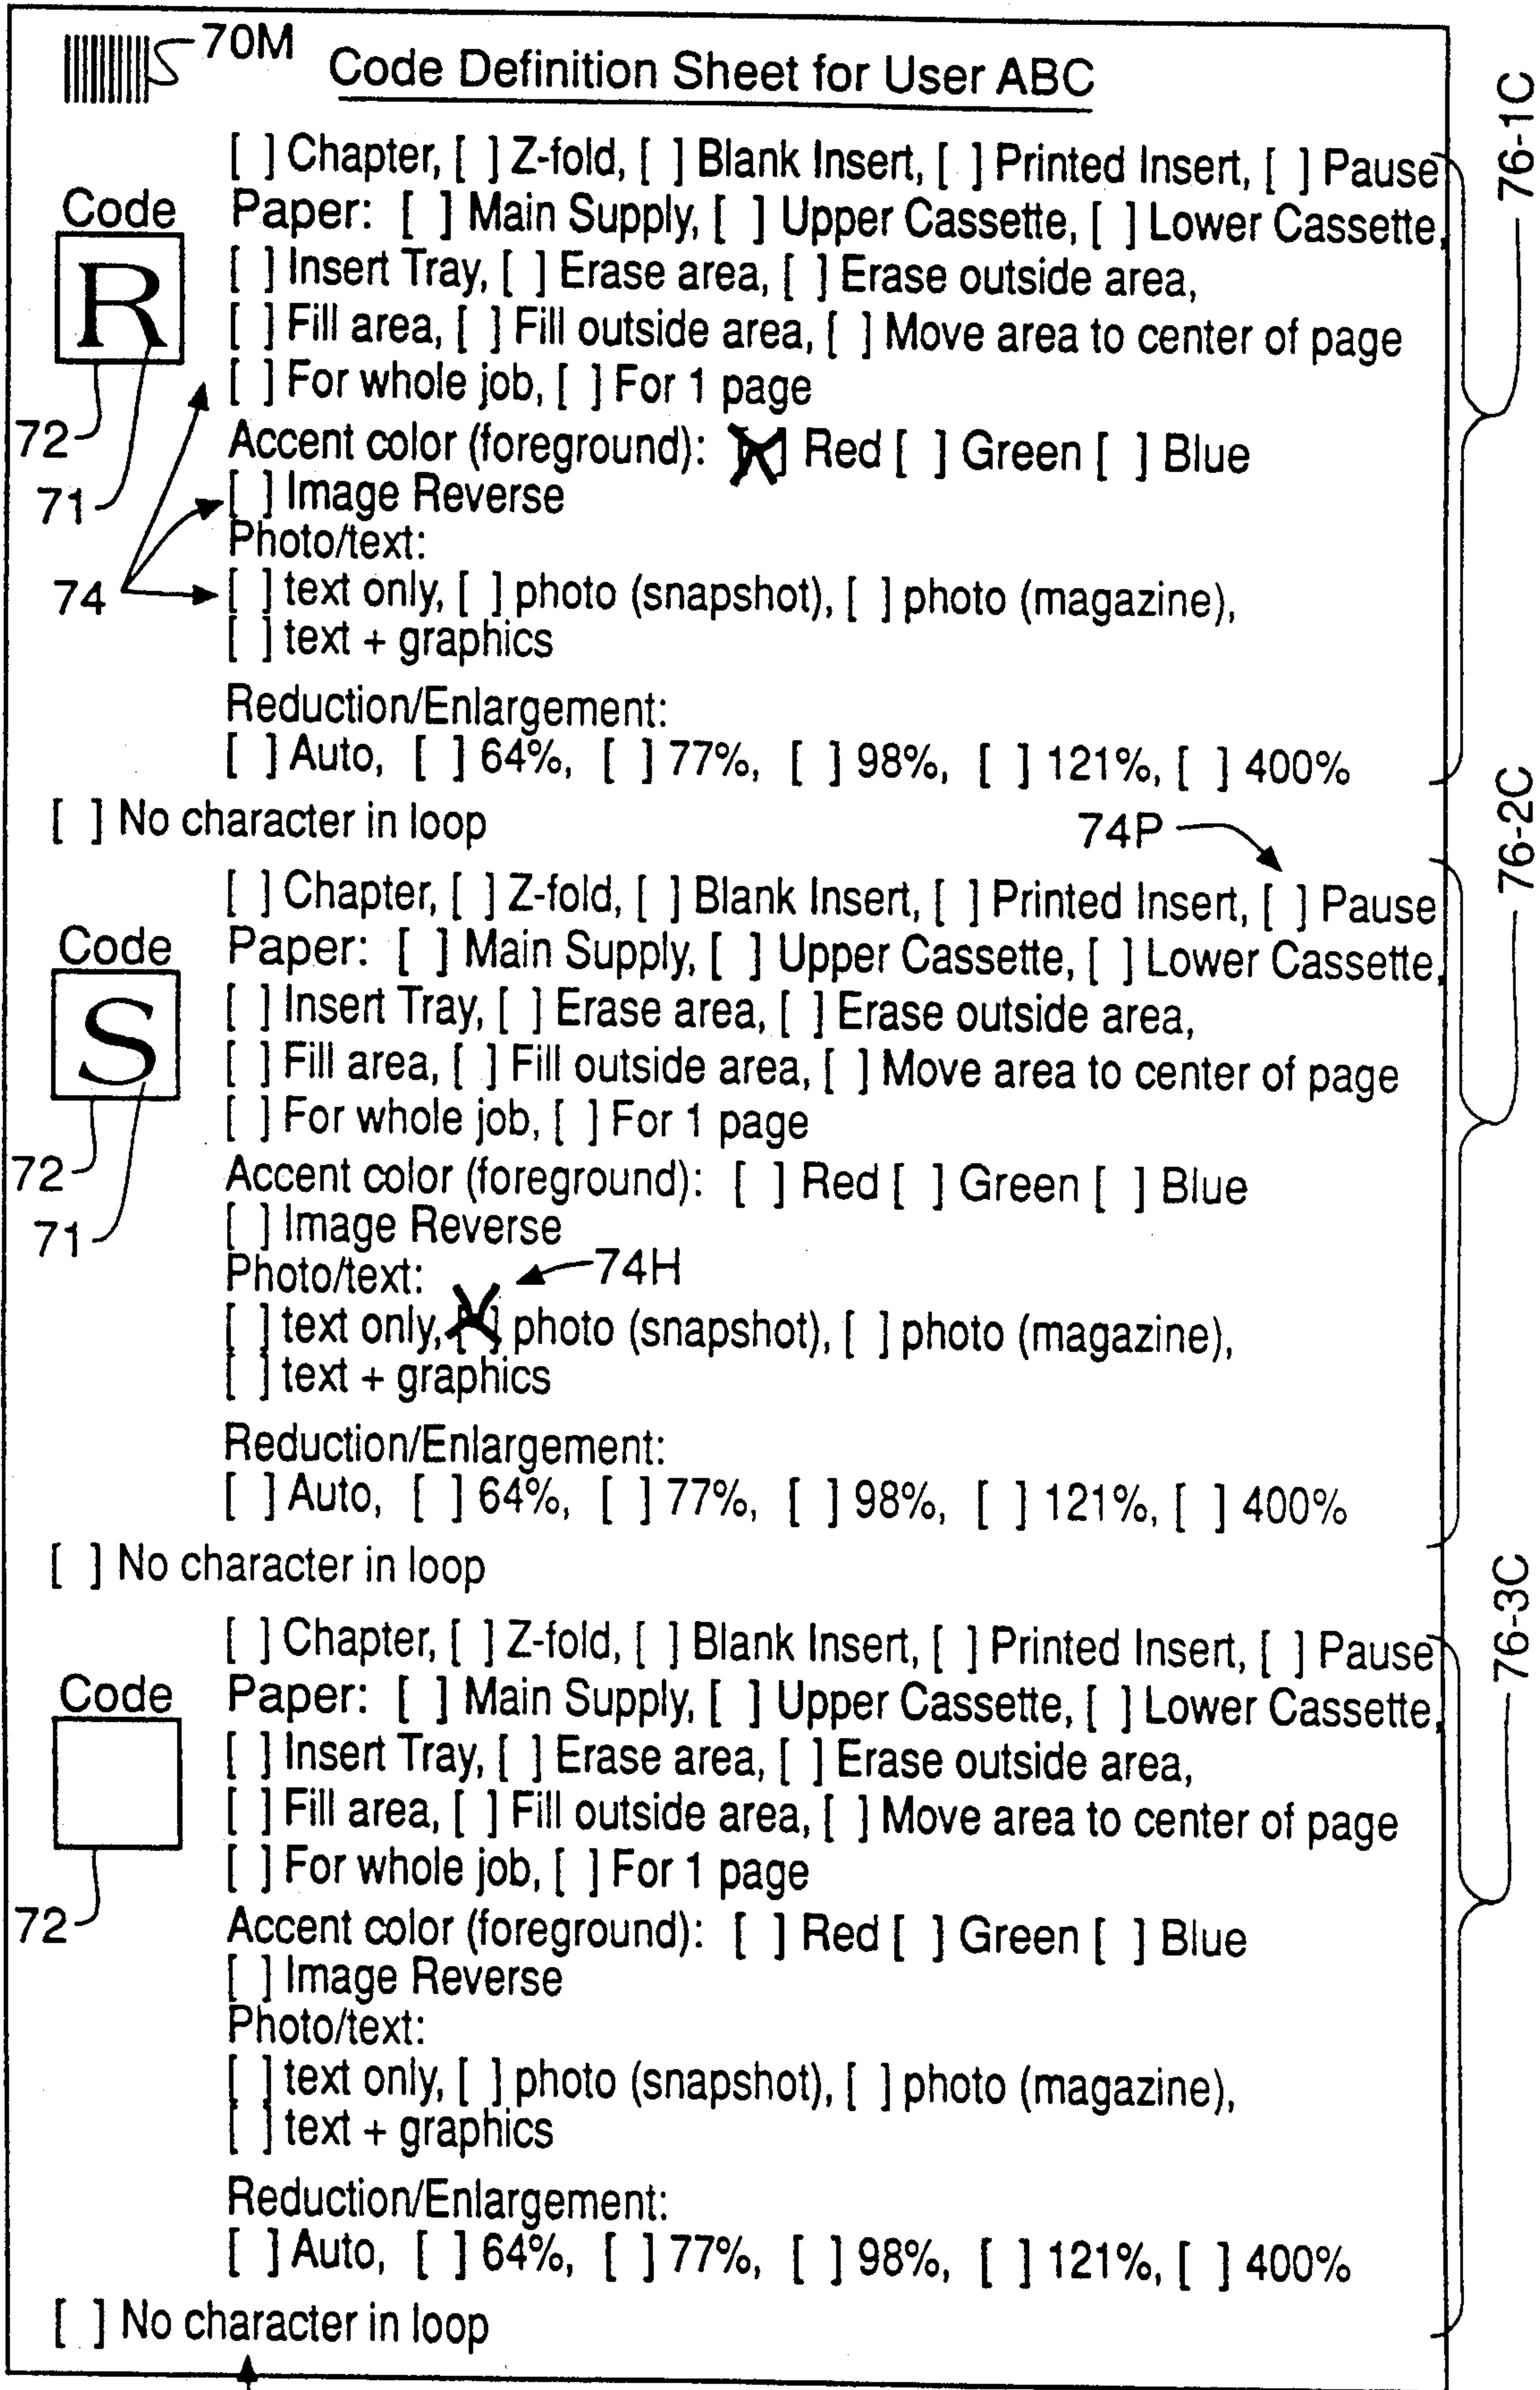 70M
Code Definition Sheet for User ABC
76-1C
[ ] Chapter, [ ] Z-fold, [ ] Blank Insert, [ ] Printed Insert, [ ] Pause
Code
Paper: [ ] Main Supply, [ ] Upper Cassette, [ ] Lower Cassette,
R
[ ] Insert Tray, [ ] Erase area, [ ] Erase outside area,
[ ] Fill area, [ ] Fill outside area, [ ] Move area to center of page
[ ] For whole job, [ ] For 1 page
72
Accent color (foreground): [X] Red [ ] Green [ ] Blue
71
[ ] Image Reverse
Photo/text:
74
[ ] text only, [ ] photo (snapshot), [ ] photo (magazine),
[ ] text + graphics
Reduction/Enlargement:
[ ] Auto, [ ] 64%, [ ] 77%, [ ] 98%, [ ] 121%, [ ] 400%
[ ] No character in loop
74P
76-2C
[ ] Chapter, [ ] Z-fold, [ ] Blank Insert, [ ] Printed Insert, [ ] Pause
Code
Paper: [ ] Main Supply, [ ] Upper Cassette, [ ] Lower Cassette,
S
[ ] Insert Tray, [ ] Erase area, [ ] Erase outside area,
[ ] Fill area, [ ] Fill outside area, [ ] Move area to center of page
[ ] For whole job, [ ] For 1 page
72
Accent color (foreground): [ ] Red [ ] Green [ ] Blue
71
[ ] Image Reverse
Photo/text:
74H
[ ] text only, [X] photo (snapshot), [ ] photo (magazine),
[ ] text + graphics
Reduction/Enlargement:
[ ] Auto, [ ] 64%, [ ] 77%, [ ] 98%, [ ] 121%, [ ] 400%
[ ] No character in loop
76-3C
[ ] Chapter, [ ] Z-fold, [ ] Blank Insert, [ ] Printed Insert, [ ] Pause
Code
Paper: [ ] Main Supply, [ ] Upper Cassette, [ ] Lower Cassette,
[ ] Insert Tray, [ ] Erase area, [ ] Erase outside area,
[ ] Fill area, [ ] Fill outside area, [ ] Move area to center of page
[ ] For whole job, [ ] For 1 page
72
Accent color (foreground): [ ] Red [ ] Green [ ] Blue
[ ] Image Reverse
Photo/text:
[ ] text only, [ ] photo (snapshot), [ ] photo (magazine),
[ ] text + graphics
Reduction/Enlargement:
[ ] Auto, [ ] 64%, [ ] 77%, [ ] 98%, [ ] 121%, [ ] 400%
[ ] No character in loop